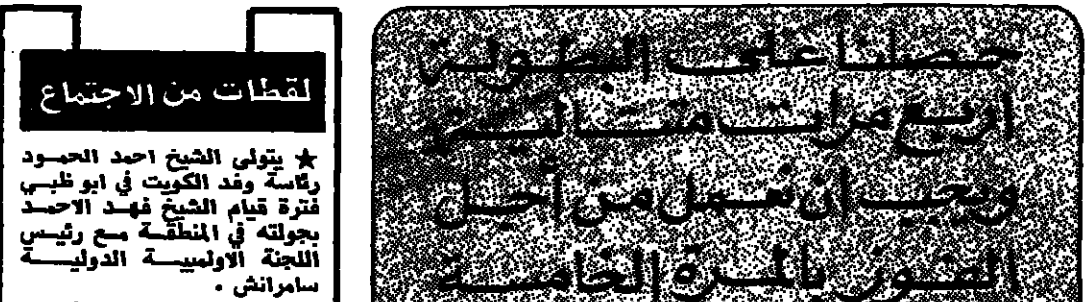 حصلنا على البطولة
اربع مرات متتالية
ويجب ان نعمل من أجل
الفوز بالمرة الخامسة
لقطات من الاجتماع
★ يتولى الشيخ احمد الحمود
رئاسة وفد الكويت في ابو ظبي
فترة قيام الشيخ فهد الاحمد
بجولته في المنطقة مع رئيس
اللجنة الاولمبية الدولية
سامرانش .